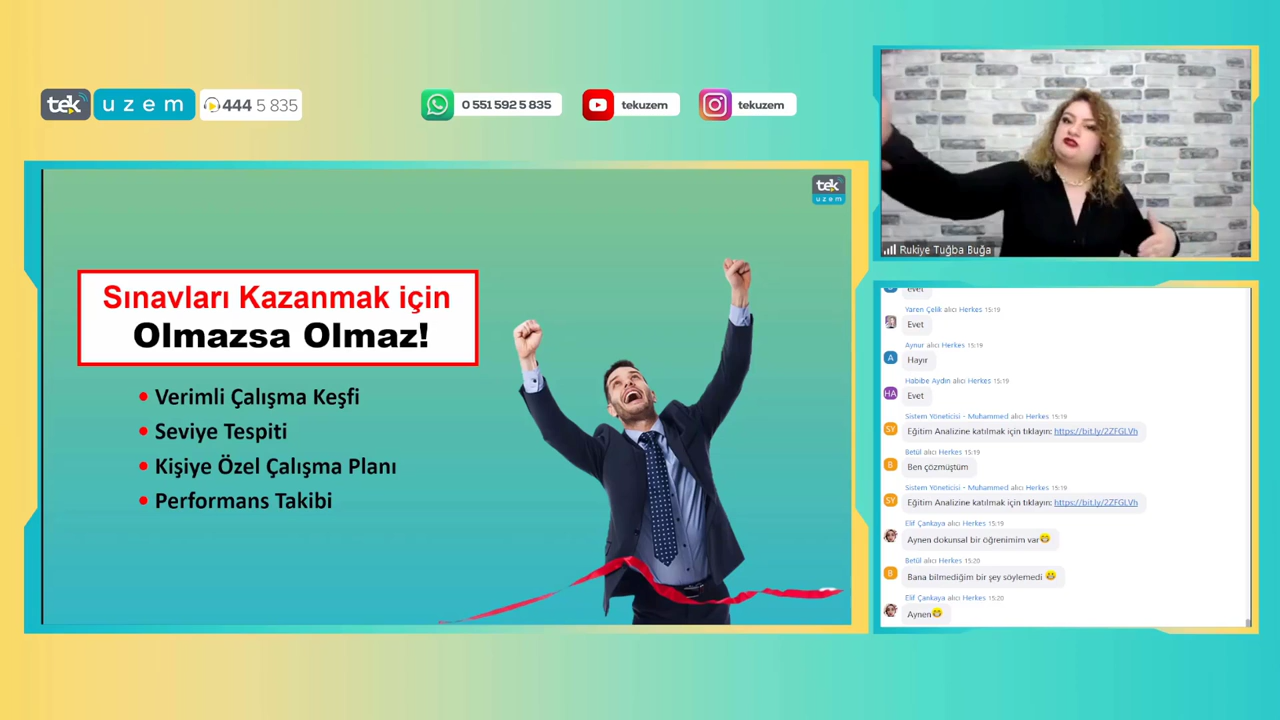 tek uzem 444 5 835
0 551 592 5 835
tekuzem
tekuzem
tek
uzem
Sınavları Kazanmak için
Olmazsa Olmaz!
• Verimli Çalışma Keşfi
• Seviye Tespiti
• Kişiye Özel Çalışma Planı
• Performans Takibi
Rukiye Tuğba Buğa
evet
Yaren Çelik alıcı Herkes 15:19
Evet
Aynur alıcı Herkes 15:19
A
Hayır
Habibe Aydın alıcı Herkes 15:19
HA
Evet
Sistem Yöneticisi - Muhammed alıcı Herkes 15:19
SY
Eğitim Analizine katılmak için tıklayın: https://bit.ly/2ZFGLVh
Betül alıcı Herkes 15:19
B
Ben çözmüştüm
Sistem Yöneticisi - Muhammed alıcı Herkes 15:19
SY
Eğitim Analizine katılmak için tıklayın: https://bit.ly/2ZFGLVh
Elif Çankaya alıcı Herkes 15:19
Aynen dokunsal bir öğrenimim var😁
Betül alıcı Herkes 15:20
B
Bana bilmediğim bir şey söylemedi 😁
Elif Çankaya alıcı Herkes 15:20
Aynen😁